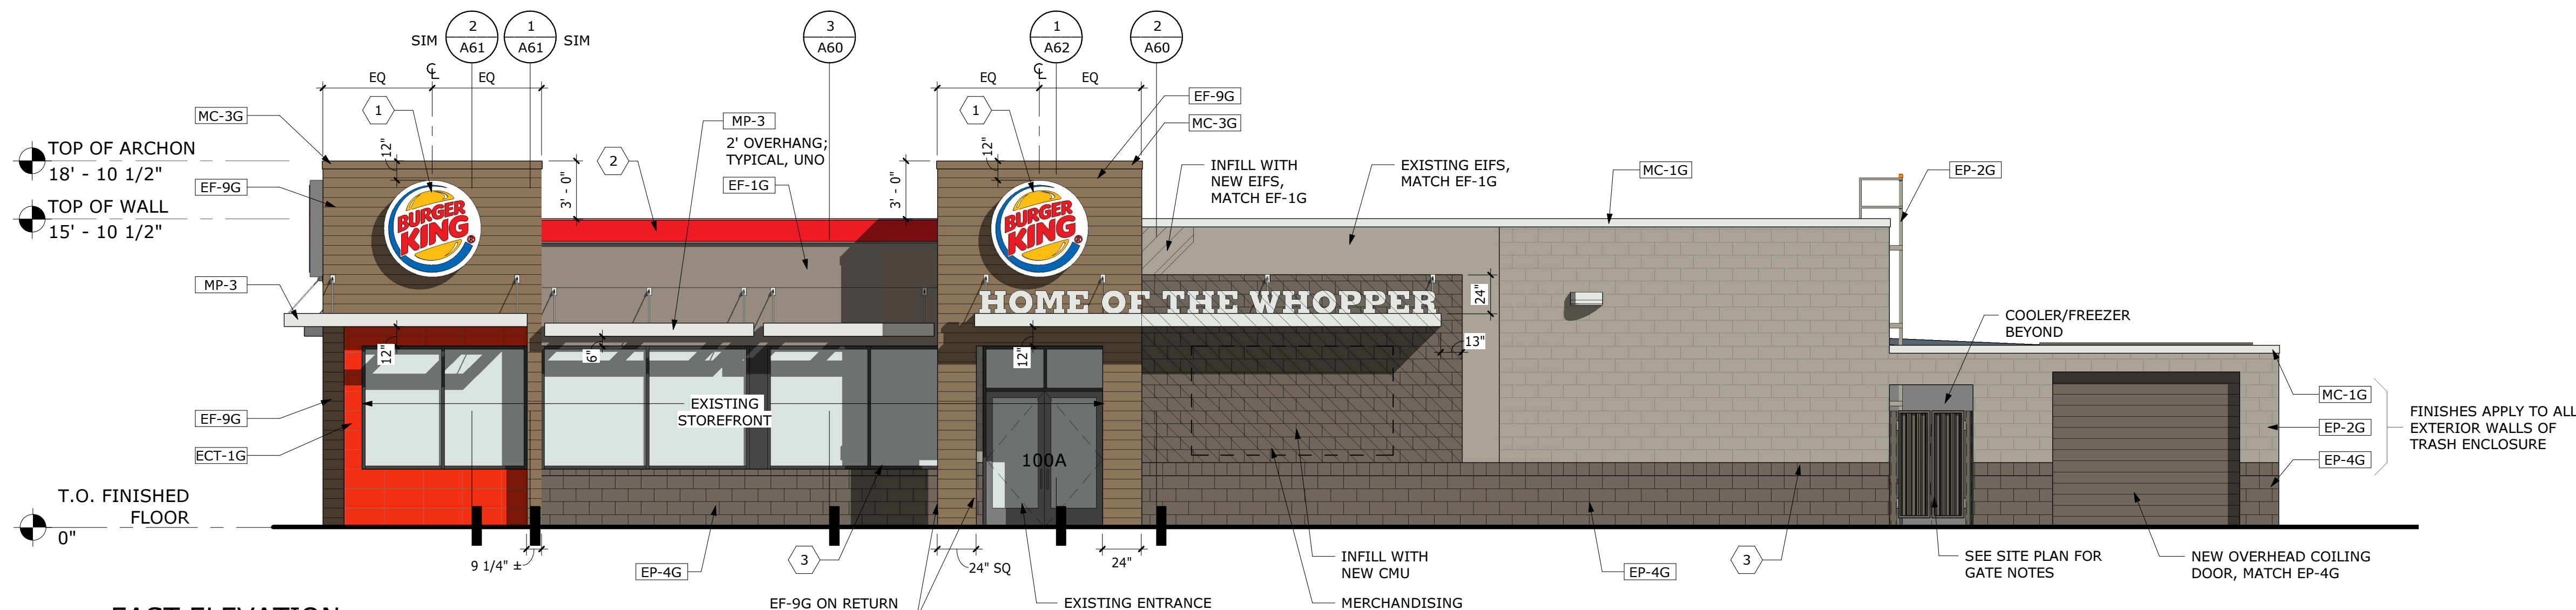 2
A61
SIM
1
A61
SIM
3
A60
1
A62
2
A60
EQ
CL
EQ
EQ
CL
EQ
MC-3G
1
MP-3
2' OVERHANG;
TYPICAL, UNO
EF-1G
2
1
EF-9G
MC-3G
TOP OF ARCHON
18' - 10 1/2"
EF-9G
TOP OF WALL
15' - 10 1/2"
12"
3' - 0"
3' - 0"
12"
INFILL WITH
NEW EIFS,
MATCH EF-1G
EXISTING EIFS,
MATCH EF-1G
MC-1G
EP-2G
BURGER
KING
®
BURGER
KING
®
MP-3
HOME OF THE WHOPPER
24"
13"
12"
6"
12"
COOLER/FREEZER
BEYOND
EXISTING
STOREFRONT
EF-9G
ECT-1G
100A
MC-1G
EP-2G
EP-4G
FINISHES APPLY TO ALL
EXTERIOR WALLS OF
TRASH ENCLOSURE
T.O. FINISHED
FLOOR
0"
9 1/4" ±
EP-4G
3
24" SQ
24"
INFILL WITH
NEW CMU
EP-4G
3
SEE SITE PLAN FOR
GATE NOTES
NEW OVERHEAD COILING
DOOR, MATCH EP-4G
EF-9G ON RETURN
EXISTING ENTRANCE
MERCHANDISING
EAST ELEVATION